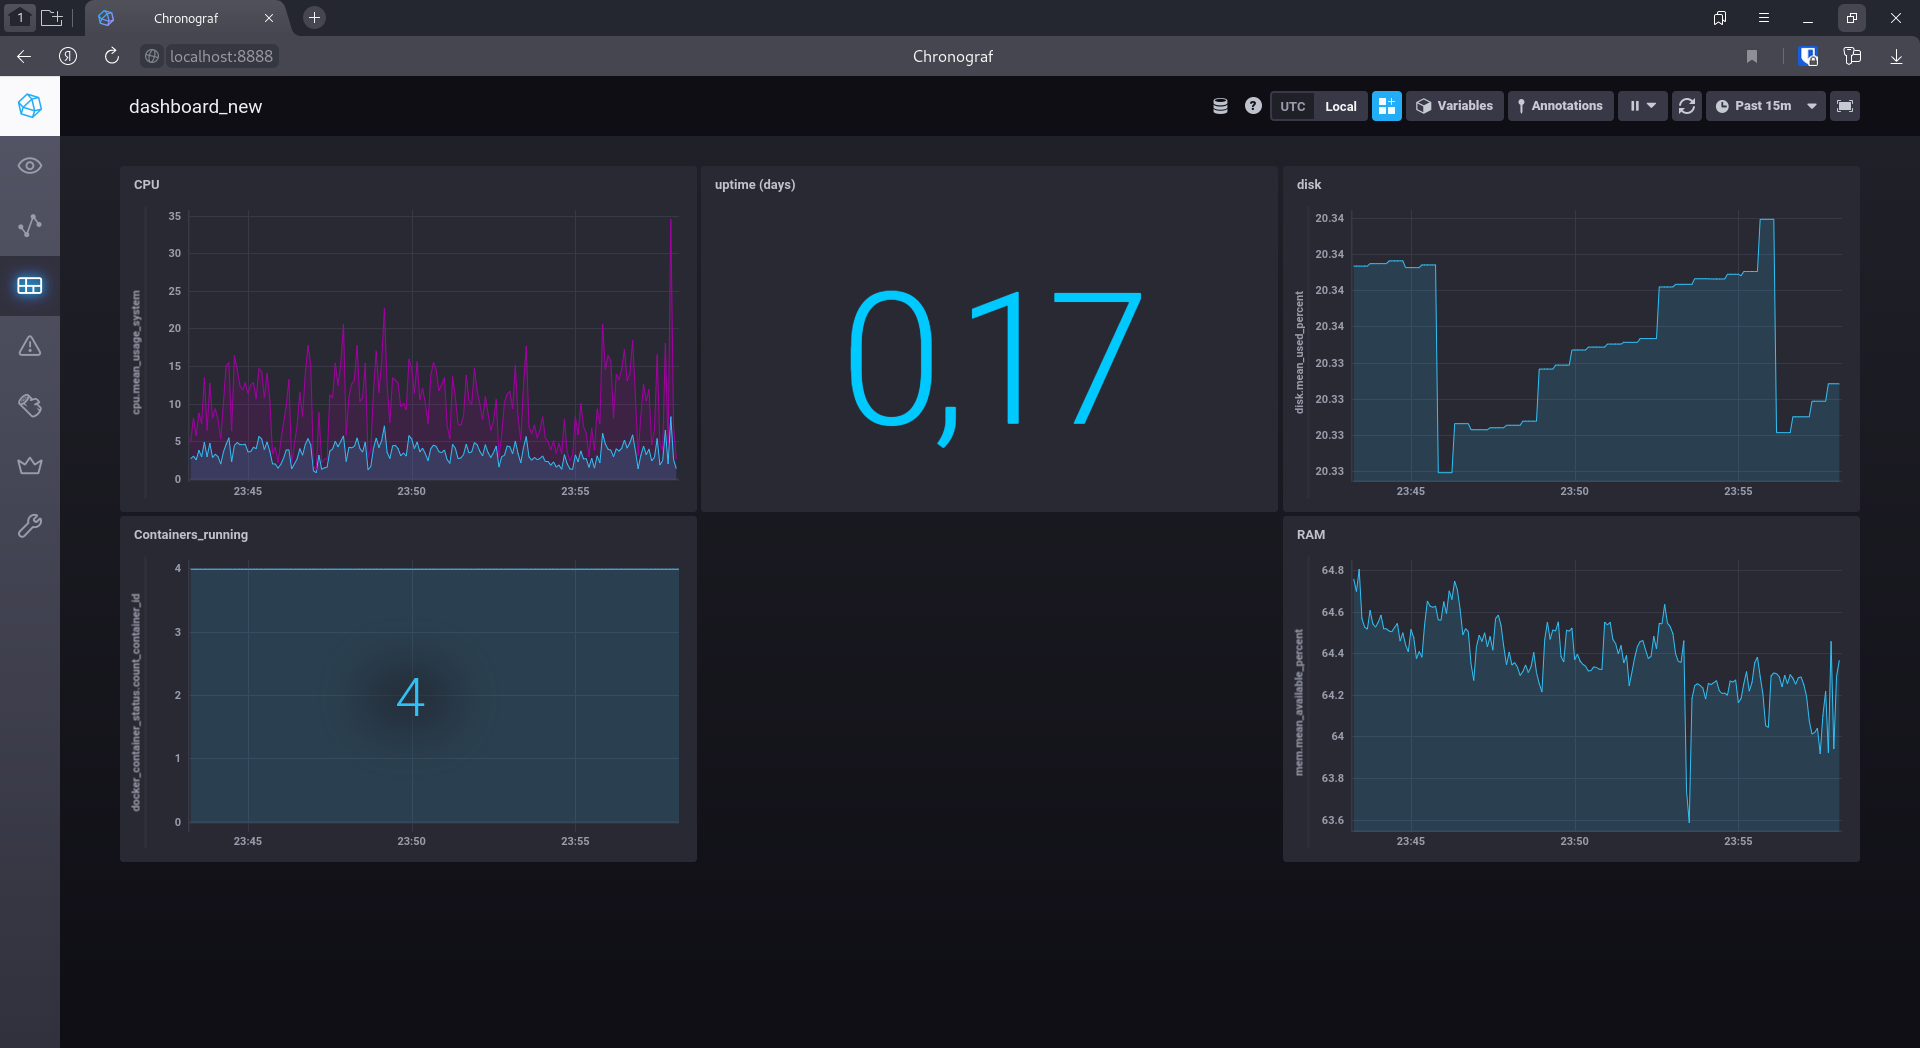 1
Chronograf
localhost:8888
Chronograf
dashboard_new
UTC
Local
Variables
Annotations
Past 15m
CPU
cpu.mean_usage_system
35
30
25
20
15
10
5
0
23:45
23:50
23:55
uptime (days)
0,17
disk
disk.mean_used_percent
20.34
20.34
20.34
20.34
20.33
20.33
20.33
20.33
23:45
23:50
23:55
Containers_running
docker_container_status.count_container_id
4
3
2
1
0
4
23:45
23:50
23:55
RAM
mem.mean_available_percent
64.8
64.6
64.4
64.2
64
63.8
63.6
23:45
23:50
23:55